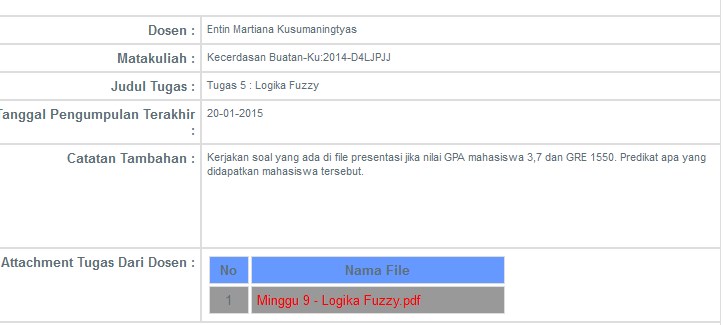 Dosen : Entin Martiana Kusumaningtyas
Matakuliah : Kecerdasan Buatan-Ku:2014-D4LJPJJ
Judul Tugas : Tugas 5 : Logika Fuzzy
Tanggal Pengumpulan Terakhir : 20-01-2015
Catatan Tambahan : Kerjakan soal yang ada di file presentasi jika nilai GPA mahasiswa 3,7 dan GRE 1550. Predikat apa yang
didapatkan mahasiswa tersebut.
Attachment Tugas Dari Dosen :
No Nama File
1 Minggu 9 - Logika Fuzzy.pdf